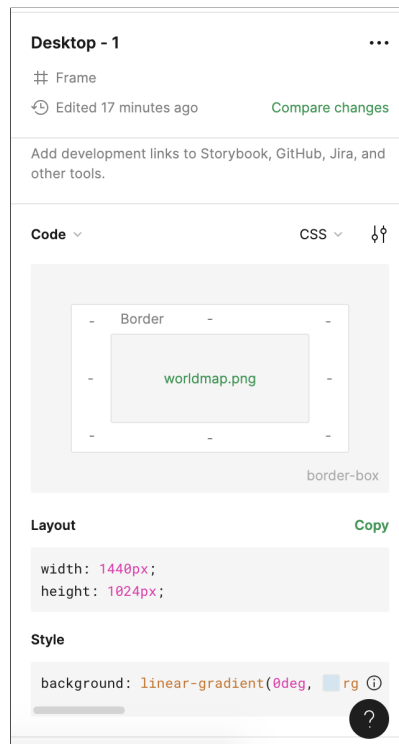 Desktop - 1
Frame
Edited 17 minutes ago Compare changes
Add development links to Storybook, GitHub, Jira, and
other tools.
Code CSS
- Border - -
- worldmap.png -
- - -
border-box
Layout Copy
width: 1440px;
height: 1024px;
Style
background: linear-gradient(0deg, rg
?